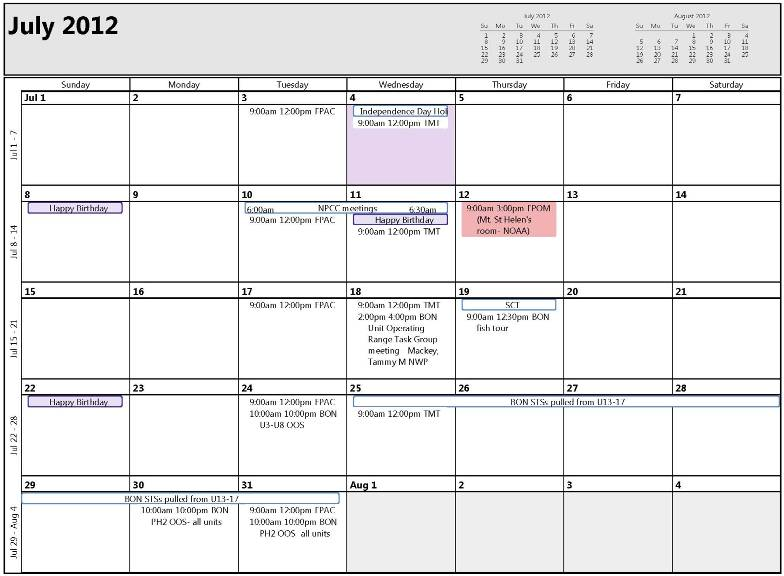 July 2012
July 2012
Su Mo Tu We Th Fr Sa
1 2 3 4 5 6 7
8 9 10 11 12 13 14
15 16 17 18 19 20 21
22 23 24 25 26 27 28
29 30 31
August 2012
Su Mo Tu We Th Fr Sa
1 2 3 4
5 6 7 8 9 10 11
12 13 14 15 16 17 18
19 20 21 22 23 24 25
26 27 28 29 30 31
Sunday Monday Tuesday Wednesday Thursday Friday Saturday
Jul 1 - 7
Jul 1 2 3 4 5 6 7
9:00am 12:00pm FPAC
Independence Day Hol
9:00am 12:00pm TMT
Jul 8 - 14
8 9 10 11 12 13 14
Happy Birthday
6:00am NPCC meetings 6:30am
9:00am 12:00pm FPAC
Happy Birthday
9:00am 12:00pm TMT
9:00am 3:00pm FPOM
(Mt. St Helen's
room- NOAA)
Jul 15 - 21
15 16 17 18 19 20 21
9:00am 12:00pm FPAC
9:00am 12:00pm TMT
2:00pm 4:00pm BON
Unit Operating
Range Task Group
meeting Mackey,
Tammy M NWP
SCT
9:00am 12:30pm BON
fish tour
Jul 22 - 28
22 23 24 25 26 27 28
Happy Birthday
9:00am 12:00pm FPAC
10:00am 10:00pm BON
U3-U8 OOS
BON STSs pulled from U13-17
9:00am 12:00pm TMT
Jul 29 - Aug 4
29 30 31 Aug 1 2 3 4
BON STSs pulled from U13-17
10:00am 10:00pm BON
PH2 OOS- all units
9:00am 12:00pm FPAC
10:00am 10:00pm BON
PH2 OOS all units